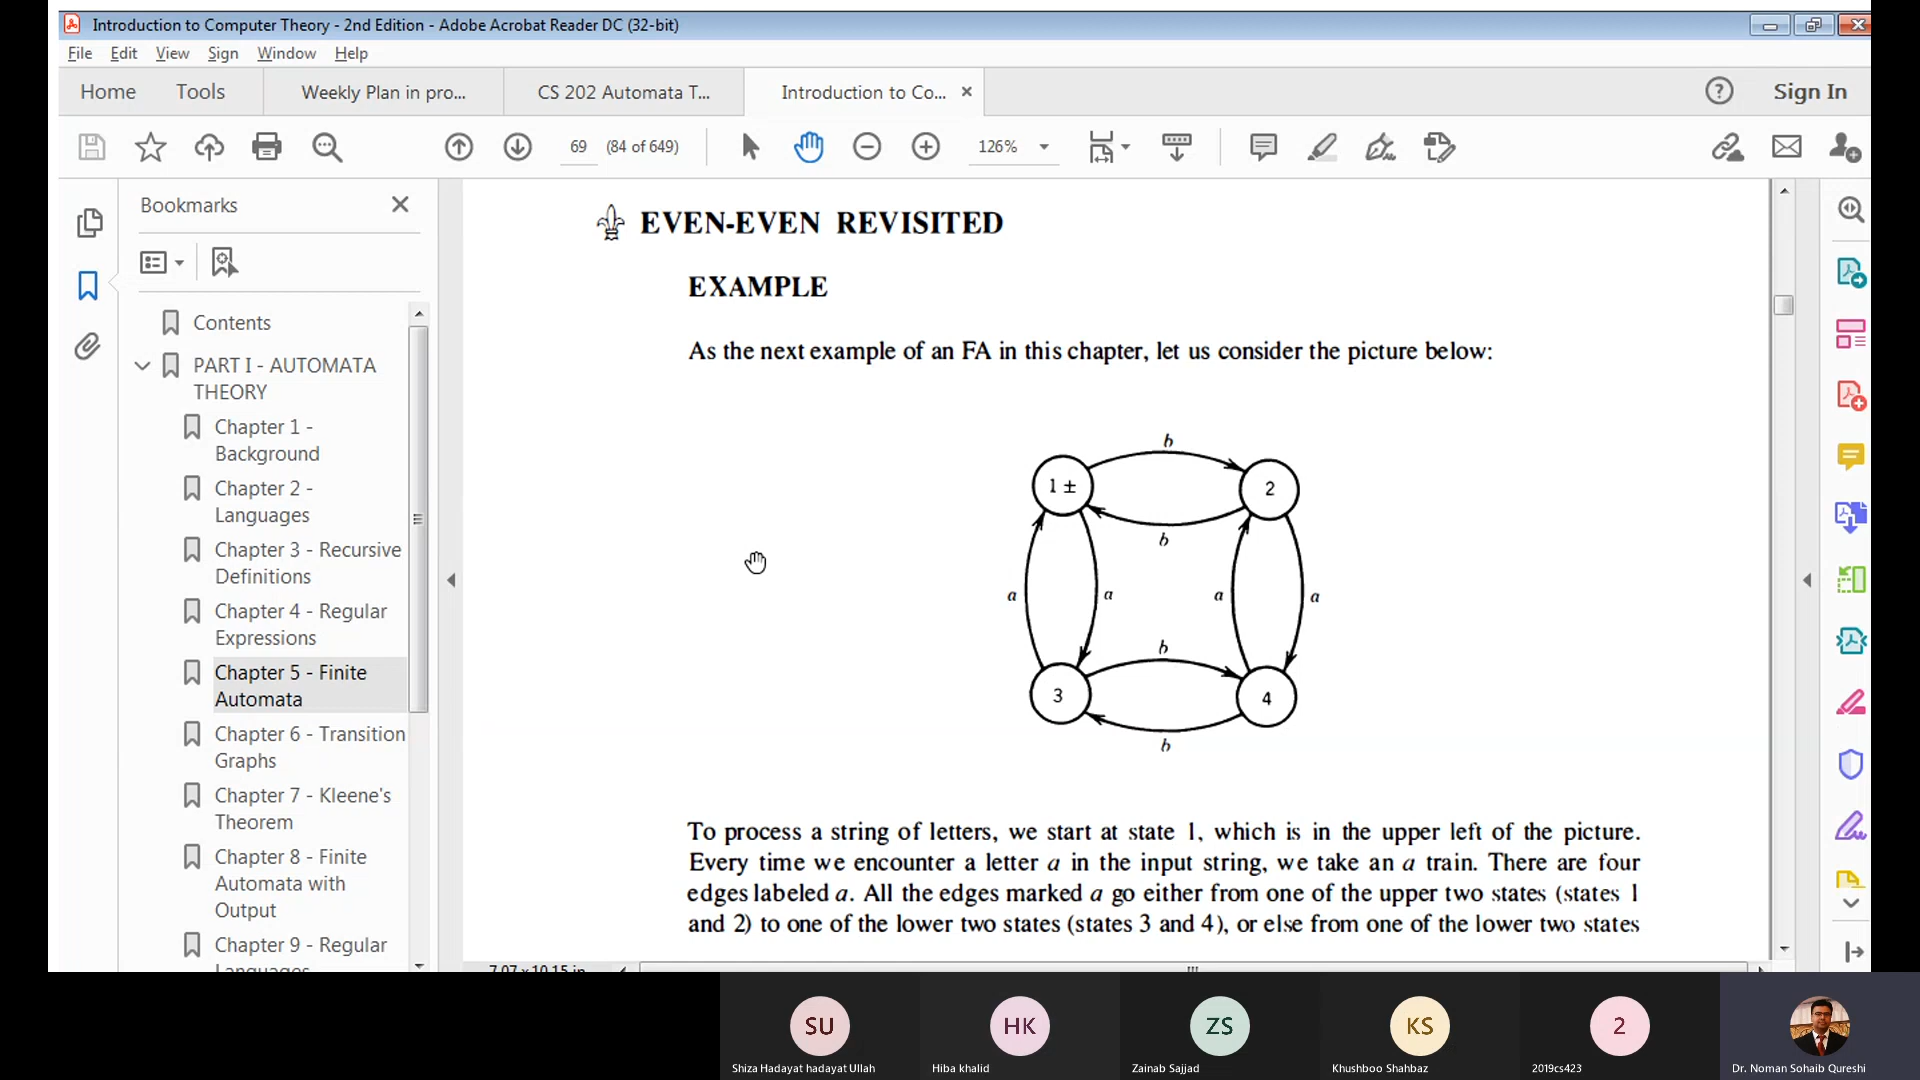 Introduction to Computer Theory - 2nd Edition - Adobe Acrobat Reader DC (32-bit)
File Edit View Sign Window Help
Home Tools Weekly Plan in pro... CS 202 Automata T... Introduction to Co... × Sign In
69 (84 of 649) 126%
Bookmarks
Contents
PART I - AUTOMATA
THEORY
Chapter 1 -
Background
Chapter 2 -
Languages
Chapter 3 - Recursive
Definitions
Chapter 4 - Regular
Expressions
Chapter 5 - Finite
Automata
Chapter 6 - Transition
Graphs
Chapter 7 - Kleene's
Theorem
Chapter 8 - Finite
Automata with
Output
Chapter 9 - Regular
Languages
EVEN-EVEN REVISITED
EXAMPLE
As the next example of an FA in this chapter, let us consider the picture below:
b
1 ± 2
b
a a a a
b
3 4
b
To process a string of letters, we start at state 1, which is in the upper left of the picture.
Every time we encounter a letter a in the input string, we take an a train. There are four
edges labeled a. All the edges marked a go either from one of the upper two states (states 1
and 2) to one of the lower two states (states 3 and 4), or else from one of the lower two states
7.07 x 10.15 in
SU HK ZS KS 2
Shiza Hadayat hadayat Ullah Hiba khalid Zainab Sajjad Khushboo Shahbaz 2019cs423 Dr. Noman Sohaib Qureshi